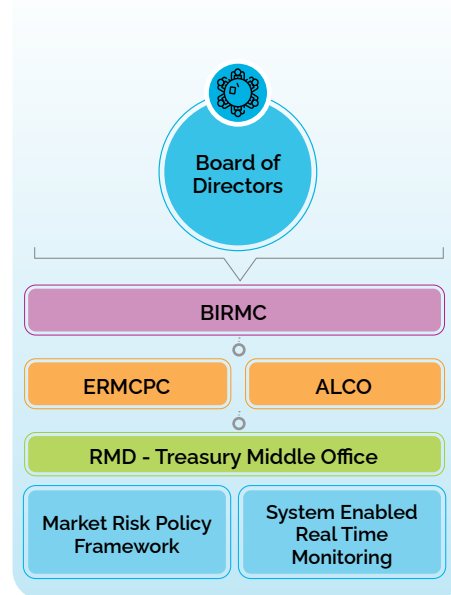 Board of
Directors
BIRMC
ERMCPC
ALCO
RMD - Treasury Middle Office
Market Risk Policy
Framework
System Enabled
Real Time
Monitoring